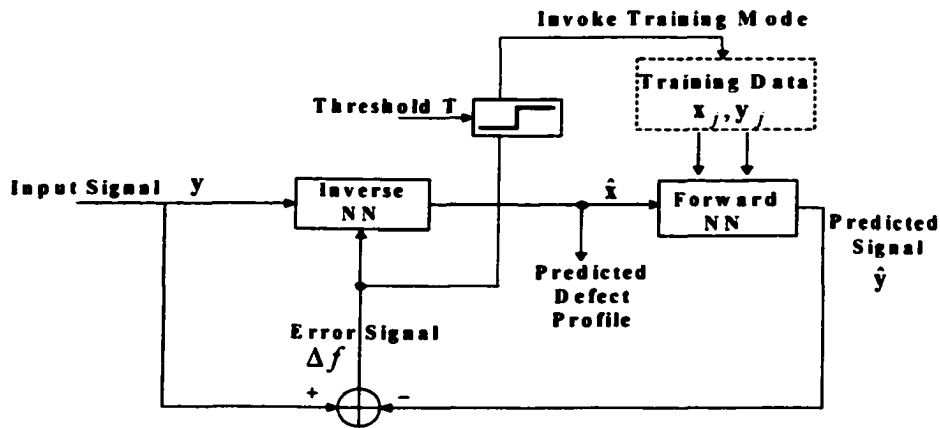 Invoke Training Mode
Training Data
x_j, y_j
Threshold T
Input Signal y
Inverse
NN
x̂
Forward
NN
Predicted
Signal
ŷ
Predicted
Defect
Profile
Error Signal
Δf
+
−